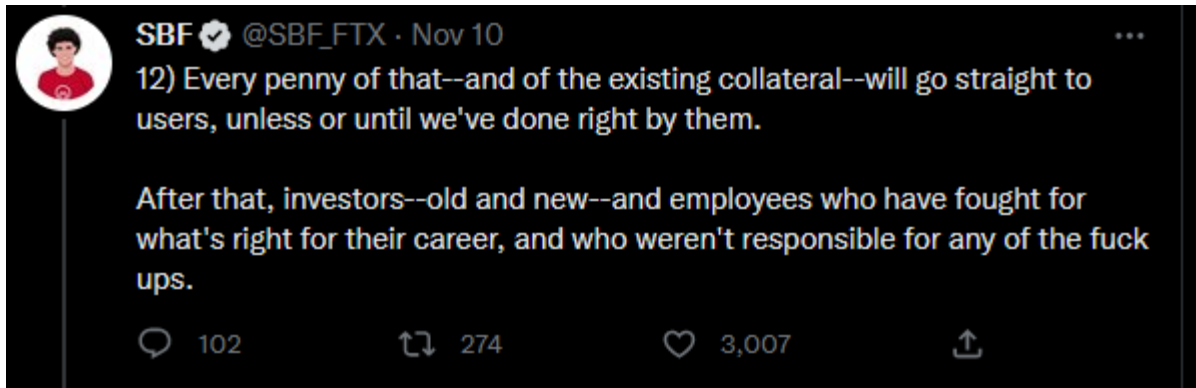 SBF @SBF_FTX · Nov 10
12) Every penny of that--and of the existing collateral--will go straight to
users, unless or until we've done right by them.
After that, investors--old and new--and employees who have fought for
what's right for their career, and who weren't responsible for any of the fuck
ups.
102 274 3,007